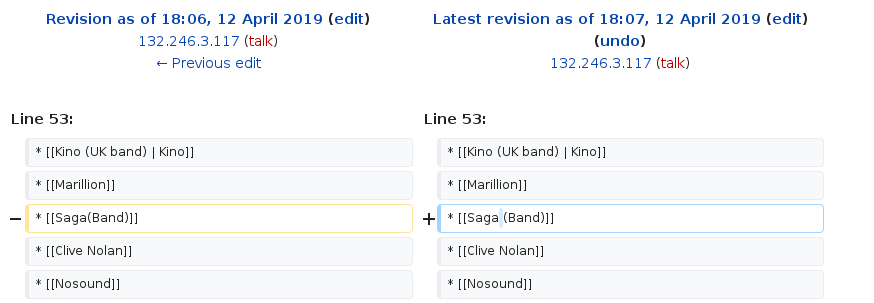 Revision as of 18:06, 12 April 2019 (edit)
132.246.3.117 (talk)
← Previous edit
Latest revision as of 18:07, 12 April 2019 (edit)
(undo)
132.246.3.117 (talk)
Line 53:
Line 53:
* [[Kino (UK band) | Kino]]
* [[Kino (UK band) | Kino]]
* [[Marillion]]
* [[Marillion]]
− * [[Saga(Band)]]
+ * [[Saga (Band)]]
* [[Clive Nolan]]
* [[Clive Nolan]]
* [[Nosound]]
* [[Nosound]]